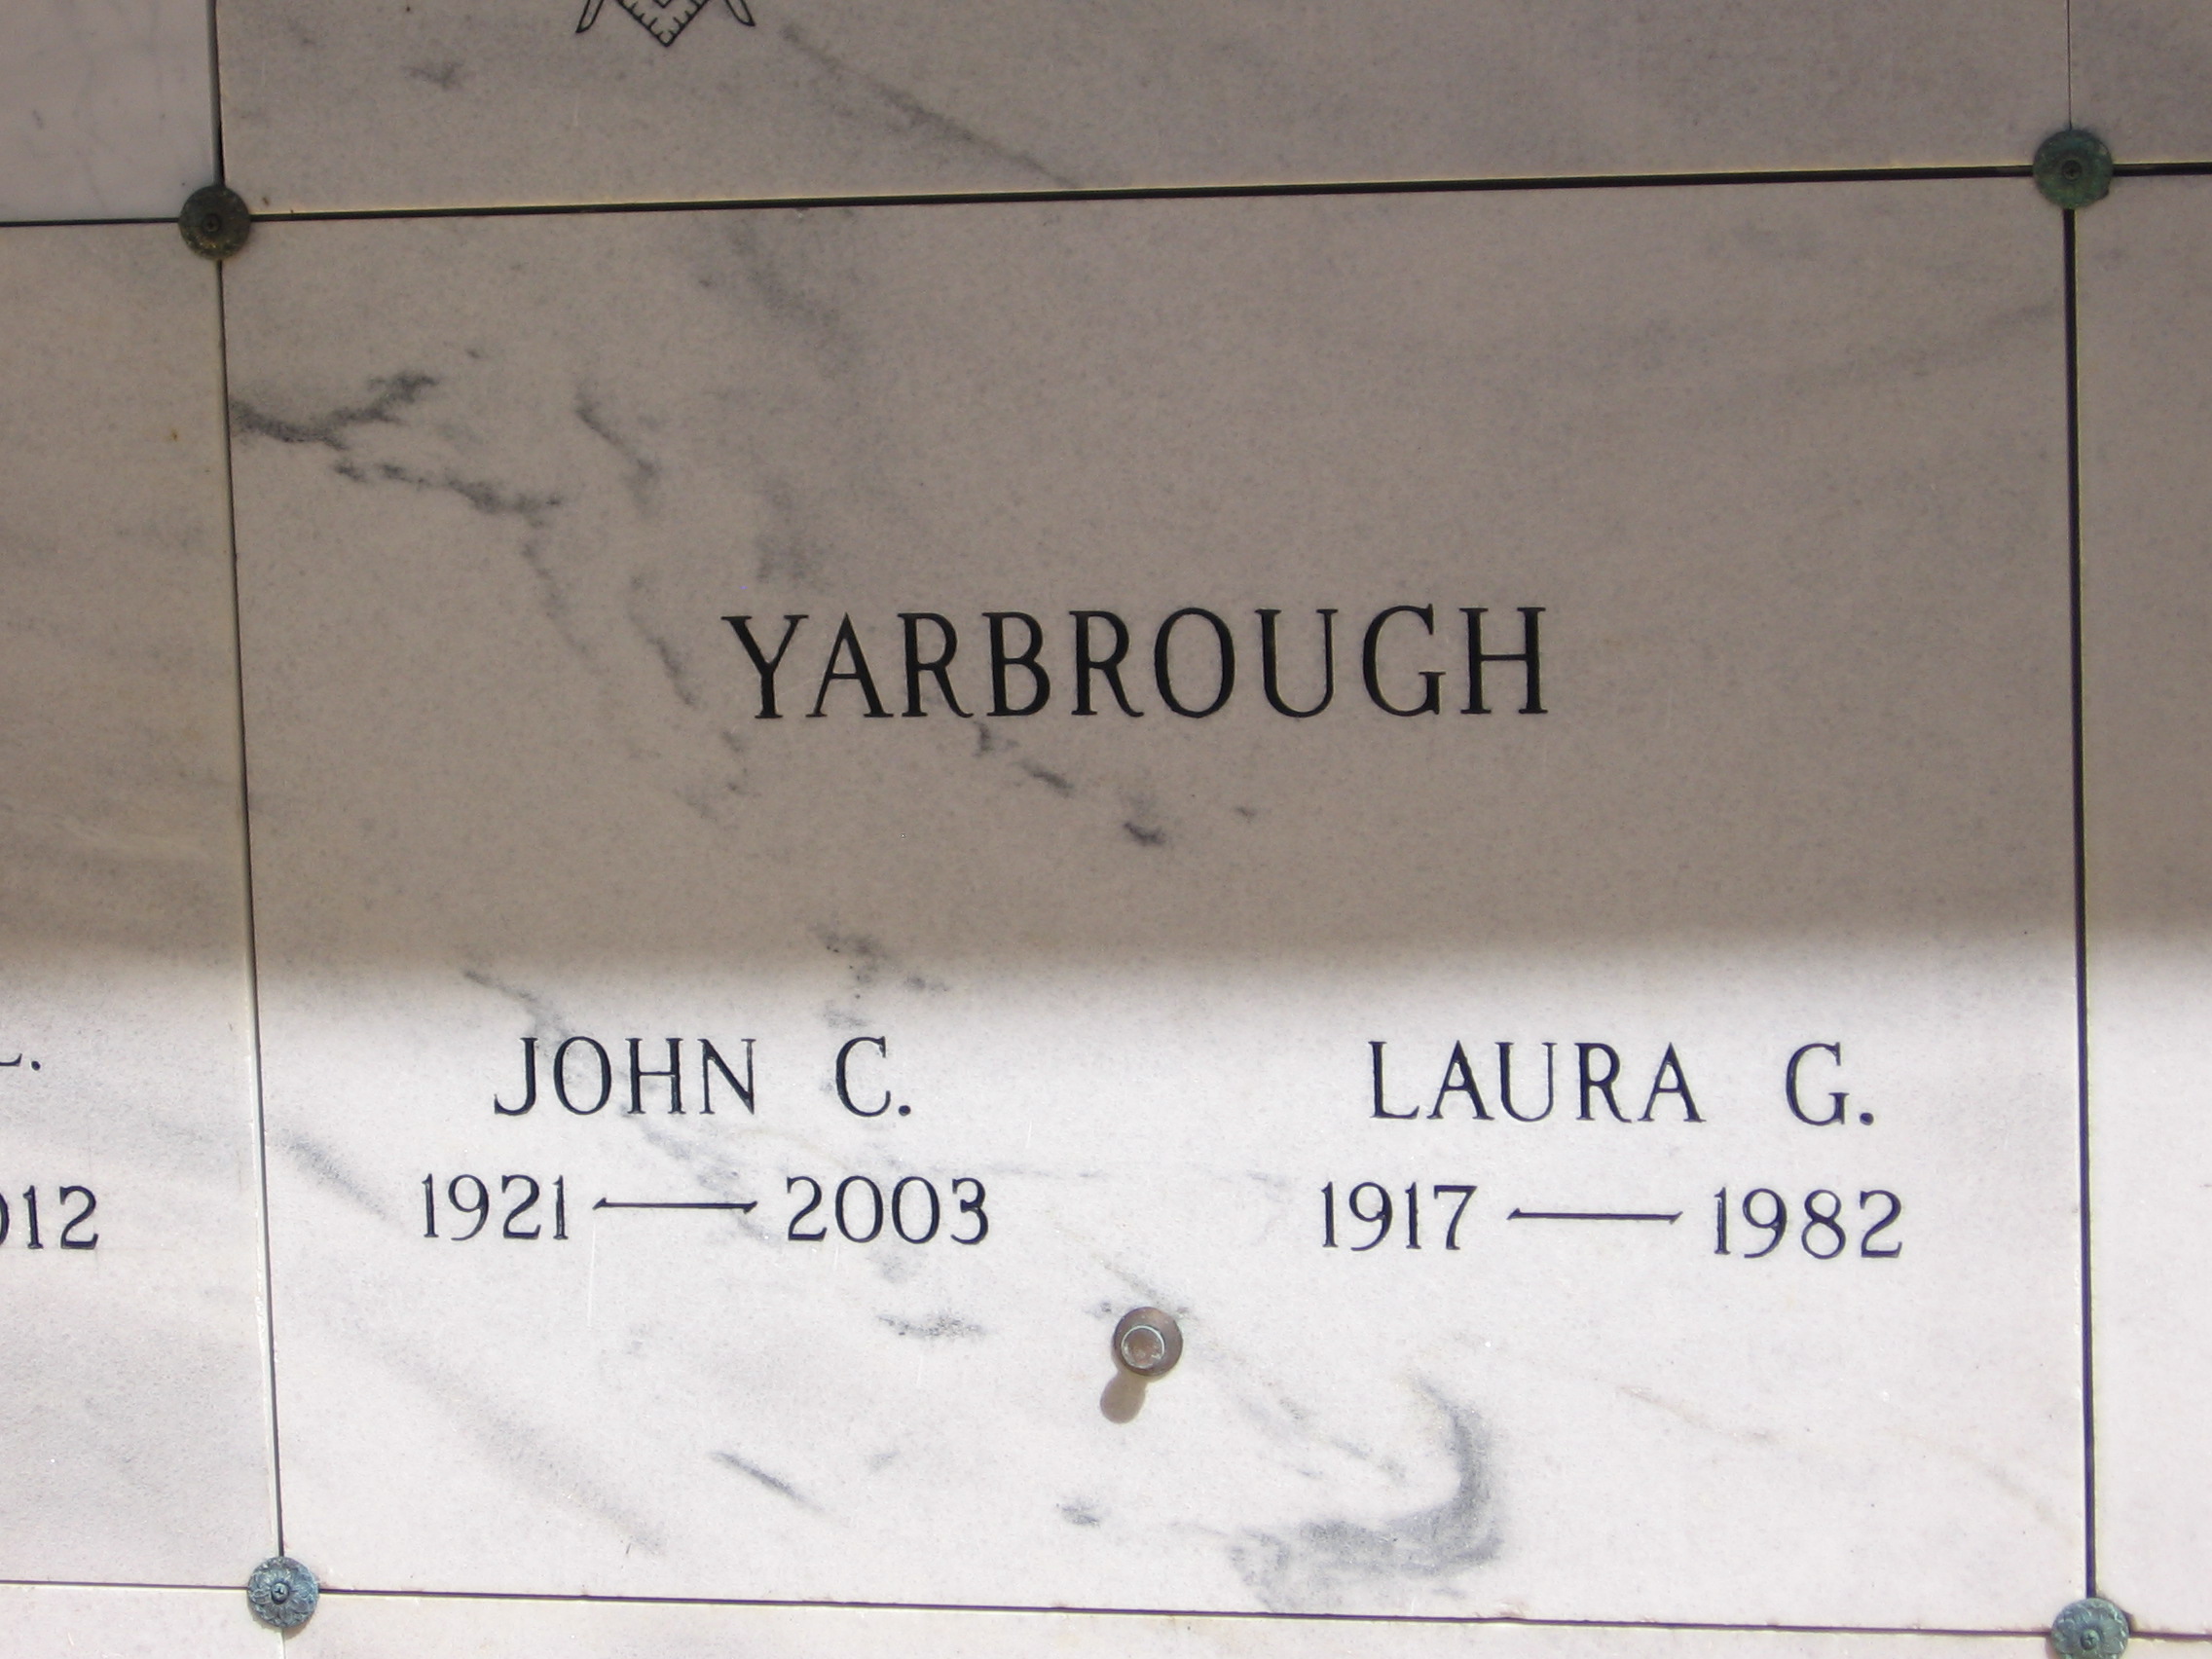 YARBROUGH
JOHN C.
LAURA G.
1921 — 2003
1917 — 1982